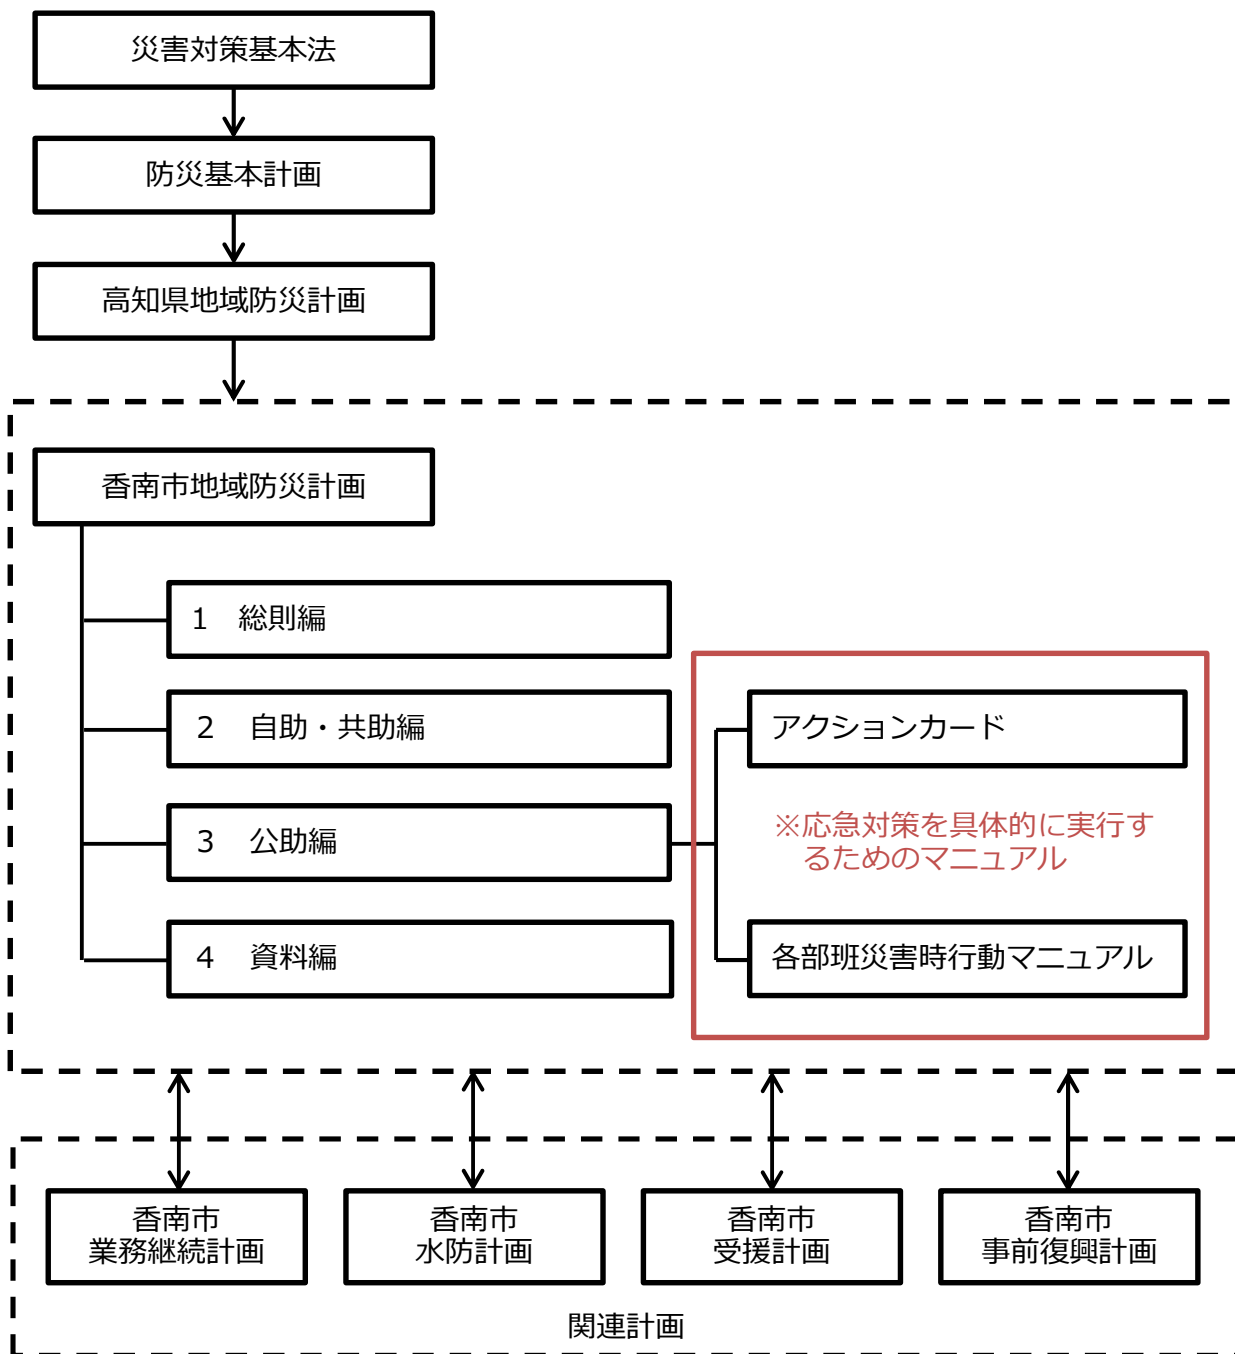 災害対策基本法
防災基本計画
高知県地域防災計画
香南市地域防災計画
1　総則編
2　自助・共助編
3　公助編
4　資料編
アクションカード
※応急対策を具体的に実行す
るためのマニュアル
各部班災害時行動マニュアル
香南市
業務継続計画
香南市
水防計画
香南市
受援計画
香南市
事前復興計画
関連計画